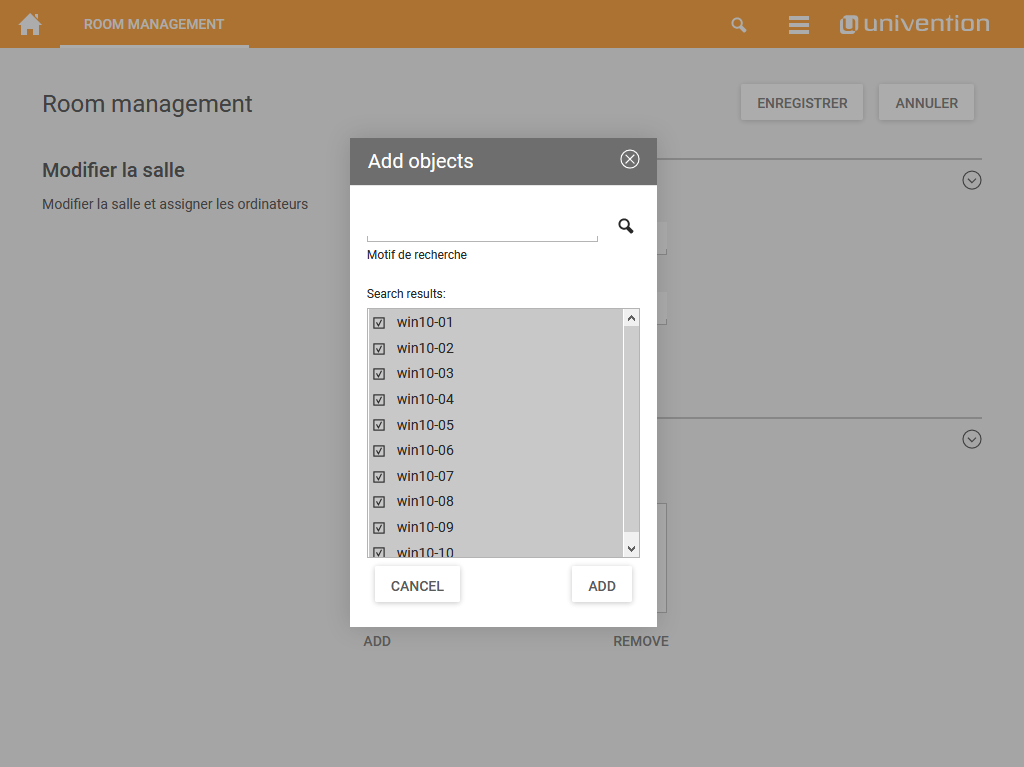 ROOM MANAGEMENT
univention
Room management
ENREGISTRER
ANNULER
Modifier la salle
Modifier la salle et assigner les ordinateurs
Add objects
Motif de recherche
Search results:
win10-01
win10-02
win10-03
win10-04
win10-05
win10-06
win10-07
win10-08
win10-09
win10-10
CANCEL
ADD
ADD
REMOVE